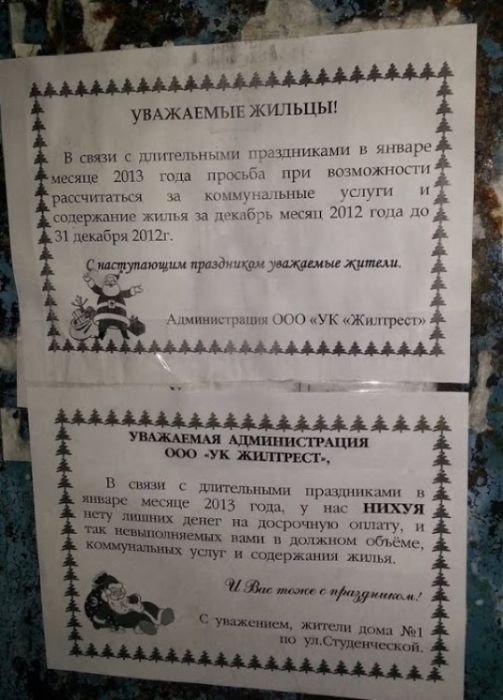 УВАЖАЕМЫЕ ЖИЛЬЦЫ!
В связи с длительными праздниками в январе
месяце 2013 года просьба при возможности
рассчитаться за коммунальные услуги и
содержание жилья за декабрь месяц 2012 года до
31 декабря 2012г.
С наступающим праздником уважаемые жители.
Администрация ООО «УК «Жилтрест»
УВАЖАЕМАЯ АДМИНИСТРАЦИЯ
ООО «УК ЖИЛТРЕСТ»,
В связи с длительными праздниками в
январе месяце 2013 года, у нас НИХУЯ
нету лишних денег на досрочную оплату, и
так невыполняемых вами в должном объёме,
коммунальных услуг и содержания жилья.
И Вас тоже с праздником!
С уважением, жители дома №1
по ул.Студенческой.